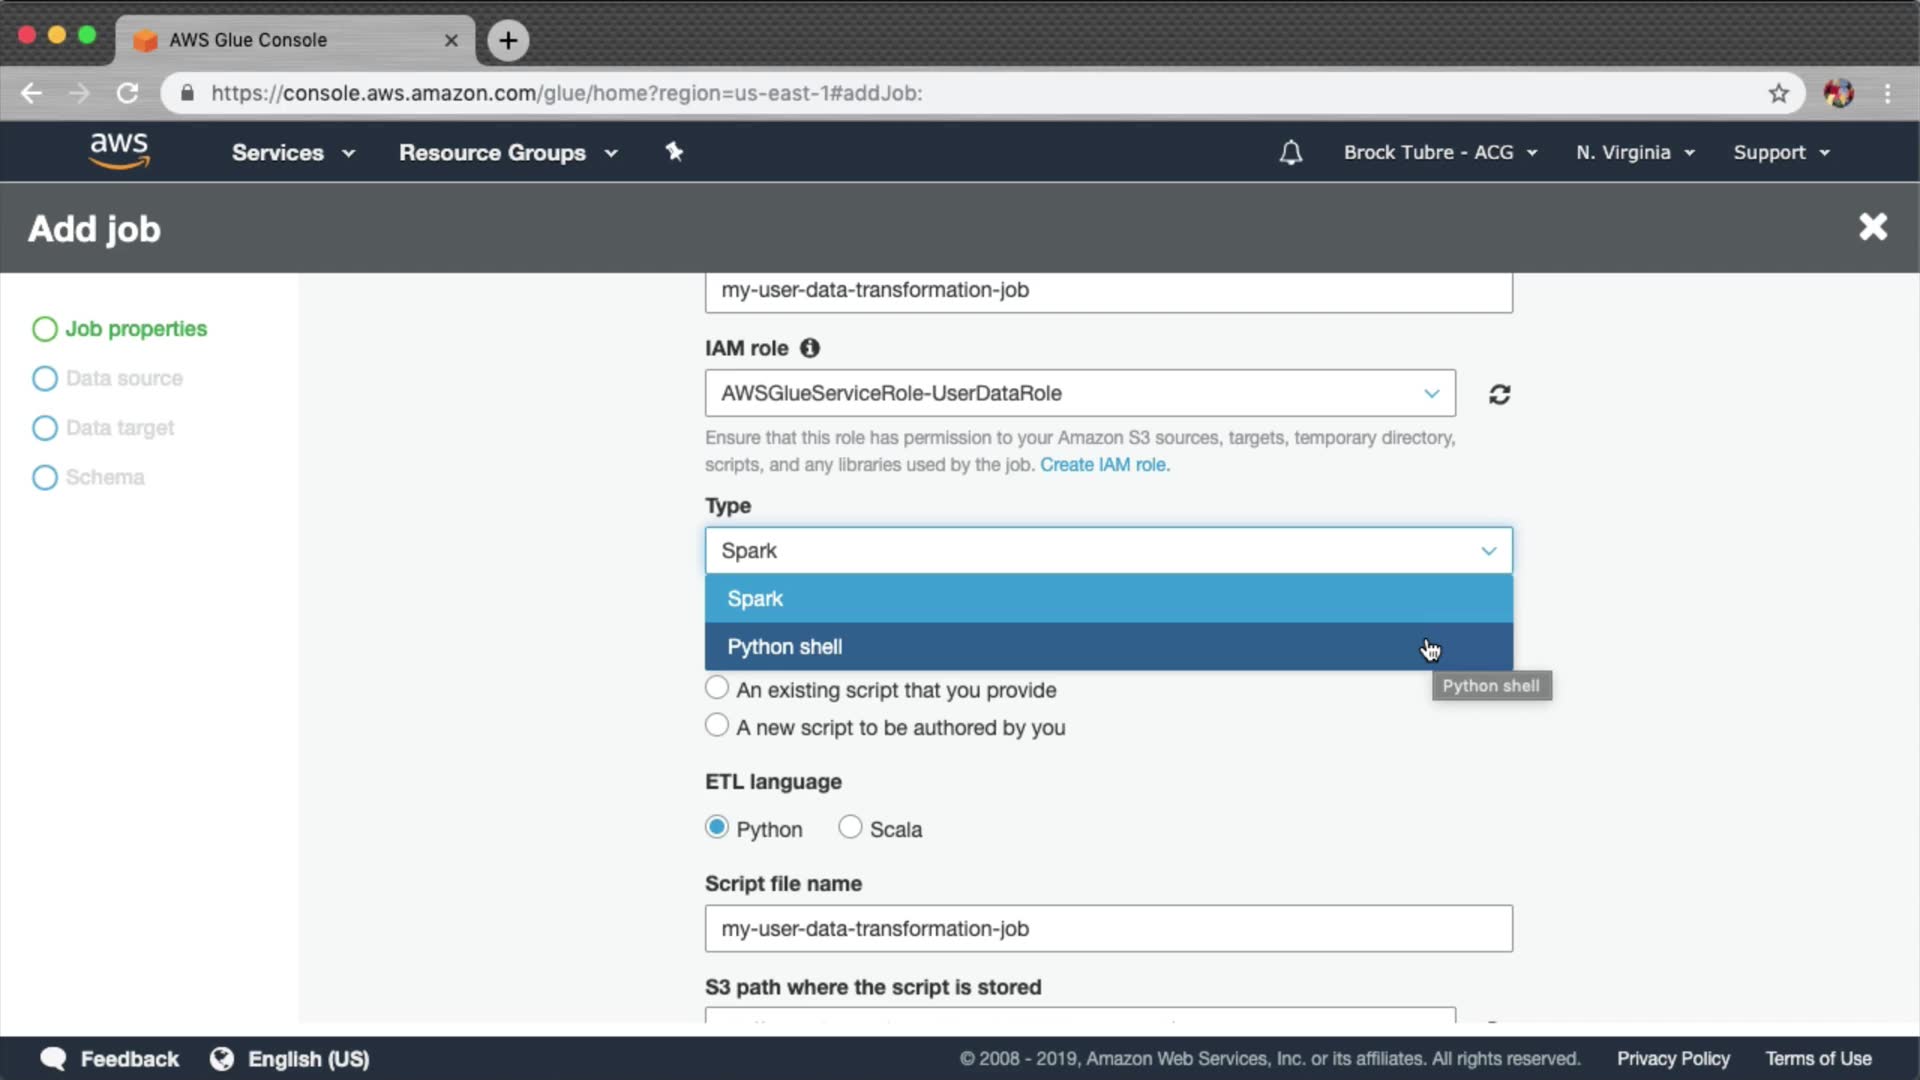 AWS Glue Console
https://console.aws.amazon.com/glue/home?region=us-east-1#addJob:
aws
Services
Resource Groups
Brock Tubre - ACG
N. Virginia
Support
Add job
Job properties
Data source
Data target
Schema
my-user-data-transformation-job
IAM role
AWSGlueServiceRole-UserDataRole
Ensure that this role has permission to your Amazon S3 sources, targets, temporary directory,
scripts, and any libraries used by the job. Create IAM role.
Type
Spark
Spark
Python shell
Python shell
An existing script that you provide
A new script to be authored by you
ETL language
Python
Scala
Script file name
my-user-data-transformation-job
S3 path where the script is stored
Feedback
English (US)
© 2008 - 2019, Amazon Web Services, Inc. or its affiliates. All rights reserved.
Privacy Policy
Terms of Use